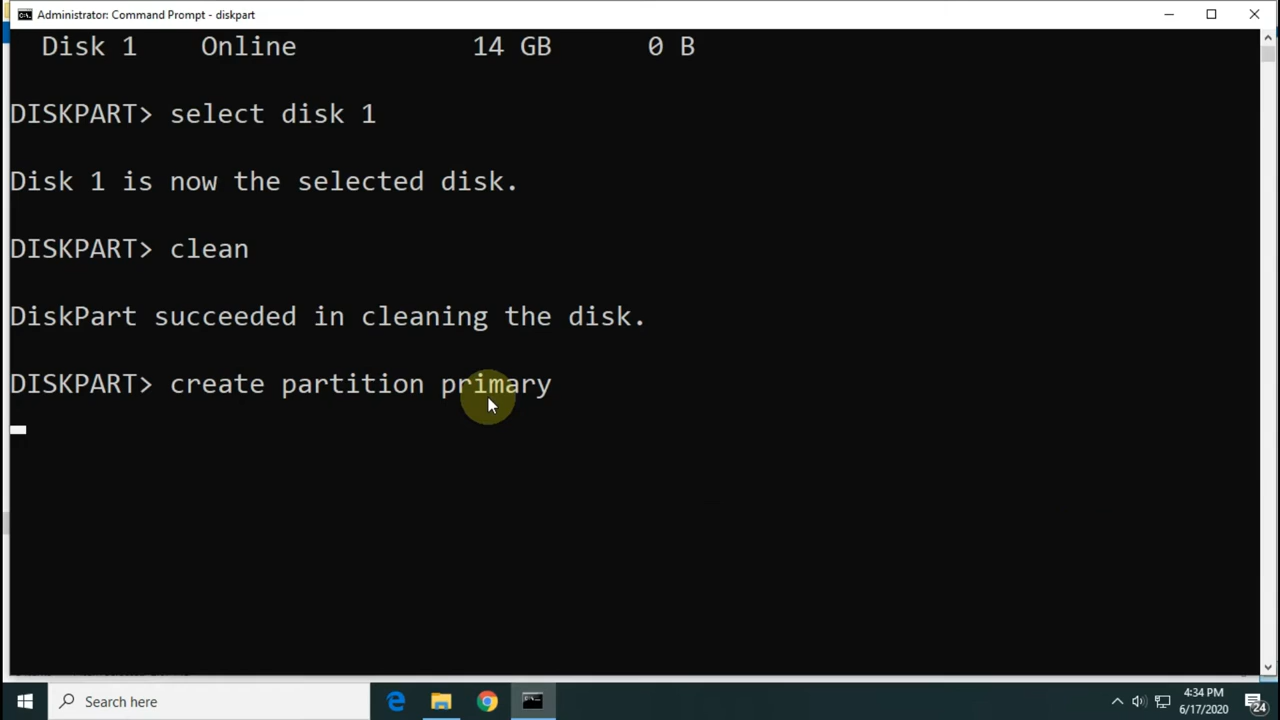 Administrator: Command Prompt - diskpart
Disk 1 Online 14 GB 0 B
DISKPART> select disk 1
Disk 1 is now the selected disk.
DISKPART> clean
DiskPart succeeded in cleaning the disk.
DISKPART> create partition primary
Search here
4:34 PM
6/17/2020
24